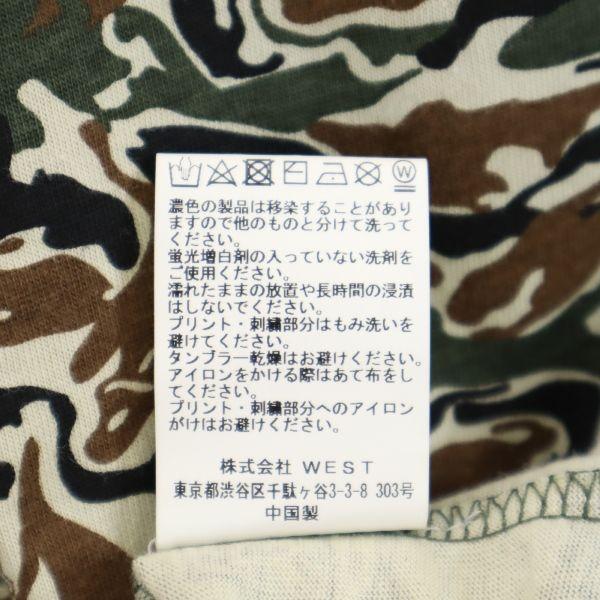 W
濃色の製品は移染することがあり
ますので他のものと分けて洗って
ください。
蛍光増白剤の入っていない洗剤を
ご使用ください。
濡れたままの放置や長時間の浸漬
はしないでください。
プリント・刺繍部分はもみ洗いを
避けてください。
タンブラー乾燥はお避けください。
アイロンをかける際はあて布をし
てください。
プリント・刺繍部分へのアイロン
がけはお避けください。
株式会社 WEST
東京都渋谷区千駄ヶ谷3-3-8 303号
中国製